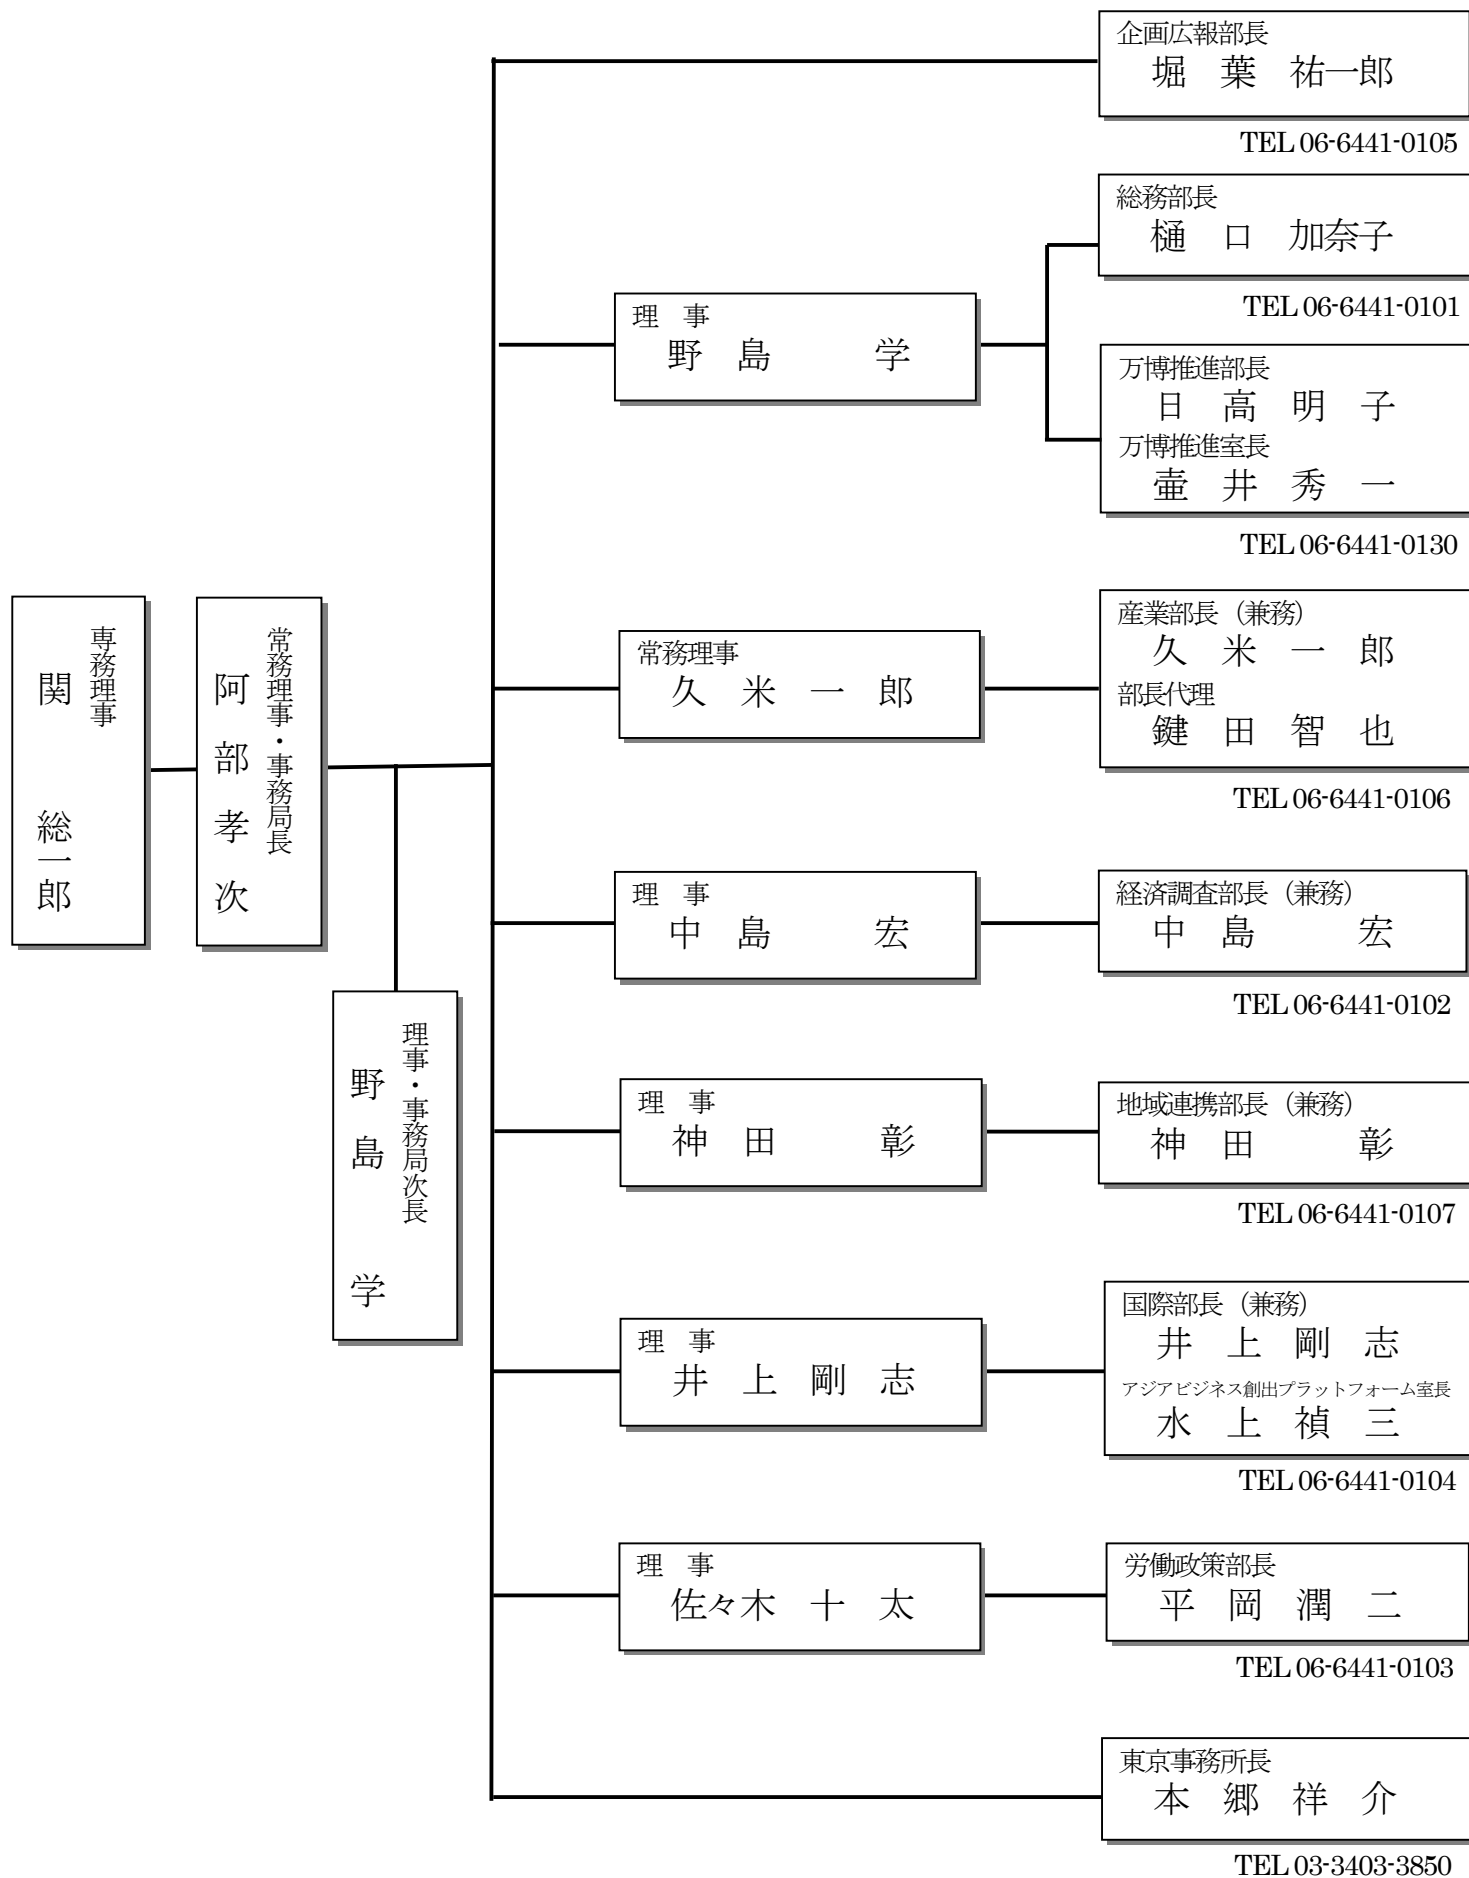 専務理事
関　総一郎
常務理事・事務局長
阿部孝次
理事・事務局次長
野島　学
企画広報部長
堀　葉　祐一郎
TEL 06-6441-0105
理　事
野　島　　学
総務部長
樋　口　加奈子
TEL 06-6441-0101
万博推進部長
日　高　明　子
万博推進室長
壷　井　秀　一
TEL 06-6441-0130
常務理事
久　米　一　郎
産業部長（兼務）
久　米　一　郎
部長代理
鍵　田　智　也
TEL 06-6441-0106
理　事
中　島　　宏
経済調査部長（兼務）
中　島　　宏
TEL 06-6441-0102
理　事
神　田　　彰
地域連携部長（兼務）
神　田　　彰
TEL 06-6441-0107
理　事
井　上　剛　志
国際部長（兼務）
井　上　剛　志
アジアビジネス創出プラットフォーム室長
水　上　禎　三
TEL 06-6441-0104
理　事
佐々木　十　太
労働政策部長
平　岡　潤　二
TEL 06-6441-0103
東京事務所長
本　郷　祥　介
TEL 03-3403-3850